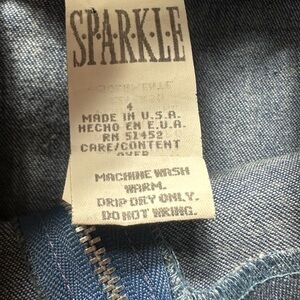 SPARKLE
4
MADE IN U.S.A.
HECHO EN E.U.A.
RN 51452
CARE/CONTENT
OVER
MACHINE WASH
WARM.
DRIP DRY ONLY.
DO NOT WRING.